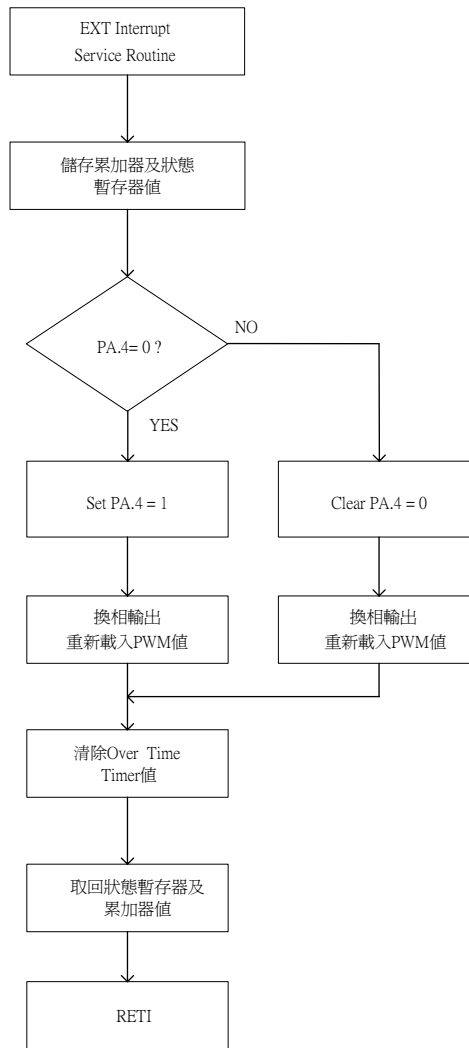 EXT Interrupt
Service Routine
儲存累加器及狀態
暫存器值
PA.4= 0 ?
NO
YES
Set PA.4 = 1
Clear PA.4 = 0
換相輸出
重新載入PWM值
換相輸出
重新載入PWM值
清除Over Time
Timer值
取回狀態暫存器及
累加器值
RETI